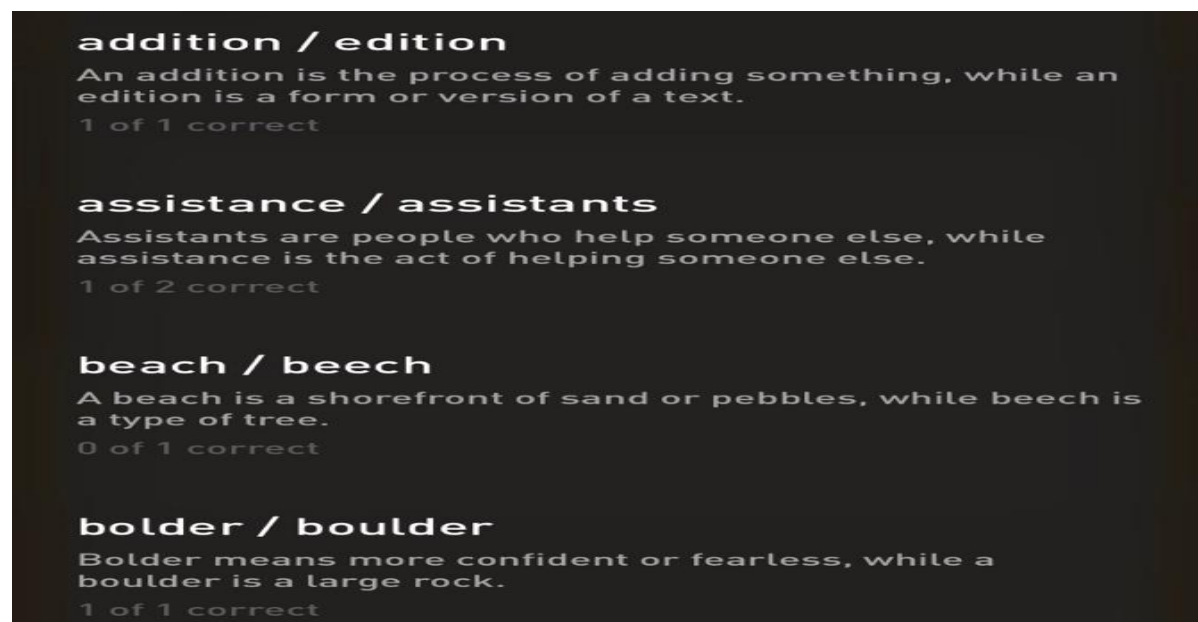 addition / edition
An addition is the process of adding something, while an
edition is a form or version of a text.
1 of 1 correct
assistance / assistants
Assistants are people who help someone else, while
assistance is the act of helping someone else.
1 of 2 correct
beach / beech
A beach is a shorefront of sand or pebbles, while beech is
a type of tree.
0 of 1 correct
bolder / boulder
Bolder means more confident or fearless, while a
boulder is a large rock.
1 of 1 correct